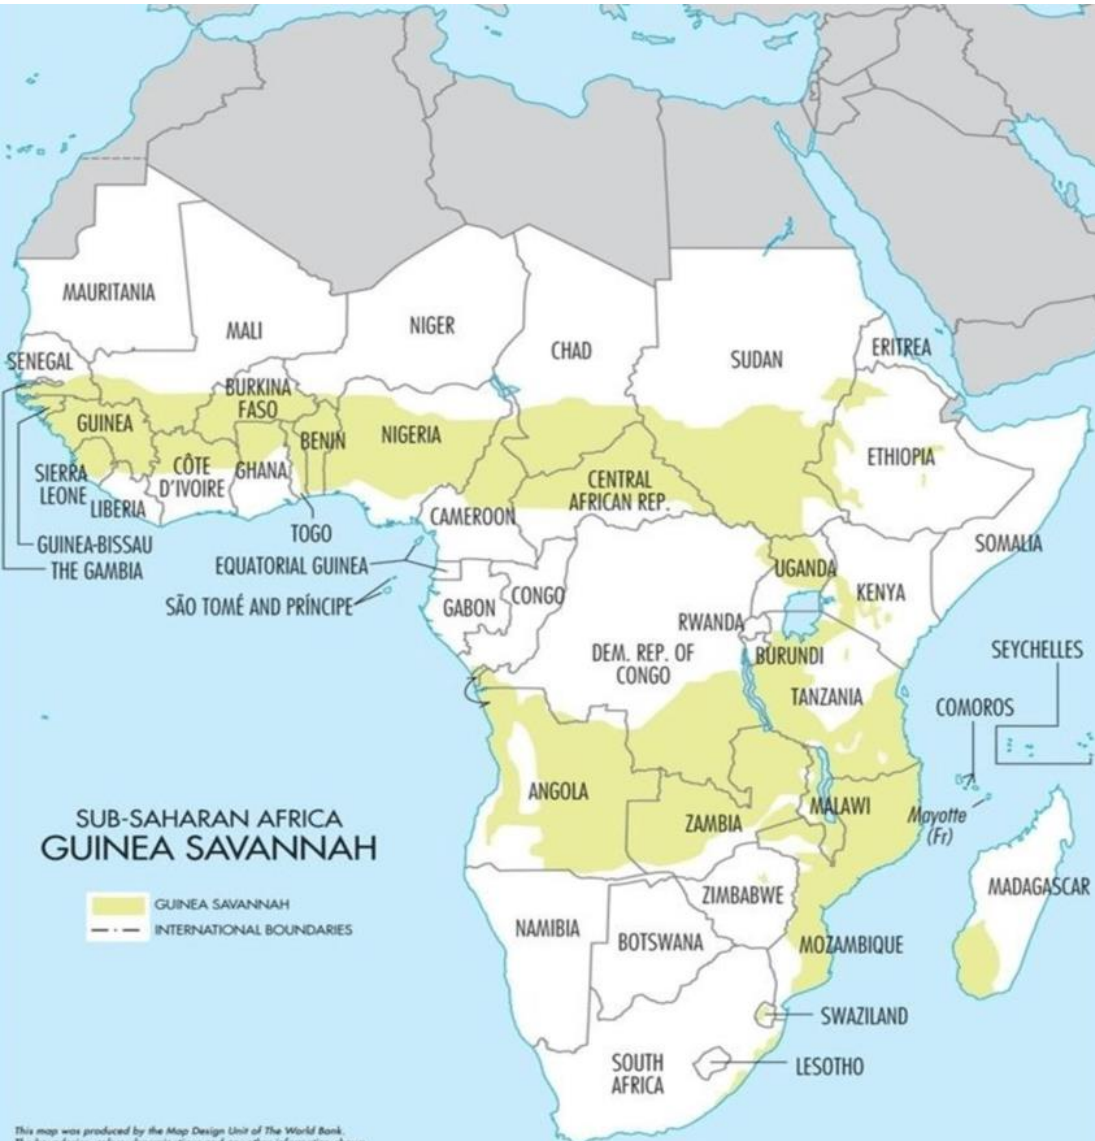 MAURITANIA
MALI
NIGER
CHAD
SUDAN
ERITREA
SENEGAL
BURKINA
FASO
GUINEA
BENIN
NIGERIA
ETHIOPIA
SIERRA
LEONE
CÔTE
D'IVOIRE
GHANA
CENTRAL
AFRICAN REP.
LIBERIA
CAMEROON
TOGO
SOMALIA
GUINEA-BISSAU
THE GAMBIA
EQUATORIAL GUINEA
SÃO TOMÉ AND PRÍNCIPE
GABON
CONGO
UGANDA
KENYA
RWANDA
DEM. REP. OF
CONGO
BURUNDI
SEYCHELLES
TANZANIA
COMOROS
ANGOLA
MALAWI
ZAMBIA
Mayotte
(Fr)
SUB-SAHARAN AFRICA
GUINEA SAVANNAH
GUINEA SAVANNAH
INTERNATIONAL BOUNDARIES
MADAGASCAR
ZIMBABWE
NAMIBIA
BOTSWANA
MOZAMBIQUE
SWAZILAND
LESOTHO
SOUTH
AFRICA
This map was produced by the Map Design Unit of The World Bank.